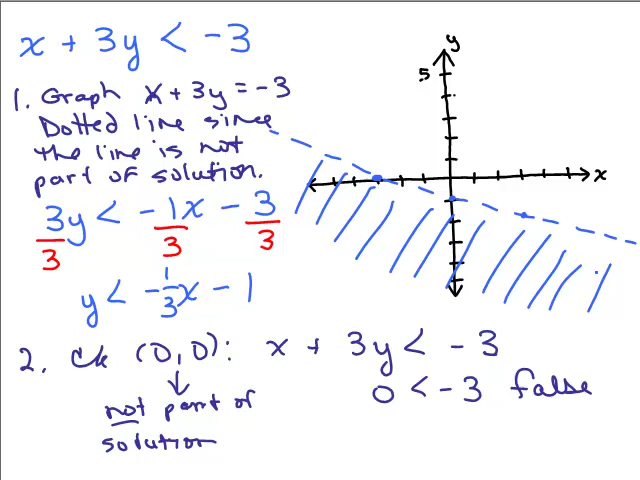 x + 3y < -3
1. Graph x + 3y = -3
Dotted line since
the line is not
part of solution.
3y < -1x - 3
3 3 3
y < -1/3x - 1
y
5
x
2. Ck (0,0): x + 3y < -3
0 < -3 false
not part of
solution